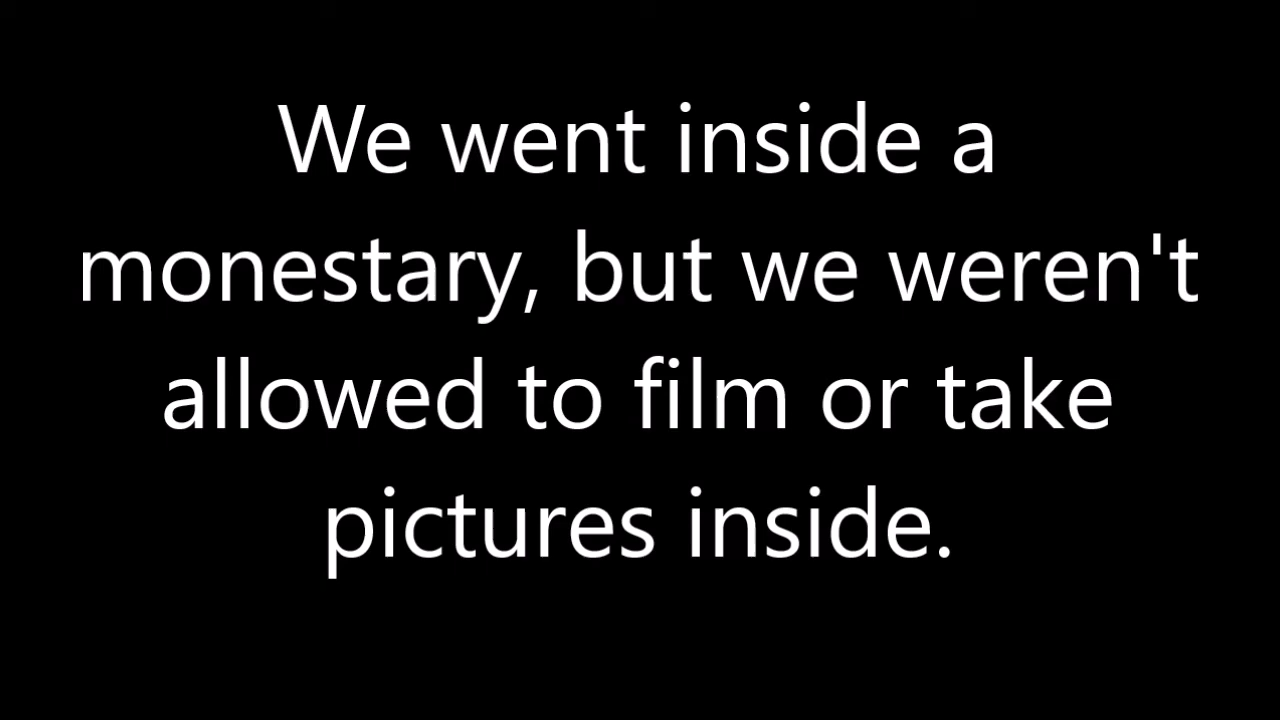 We went inside a
monestary, but we weren't
allowed to film or take
pictures inside.